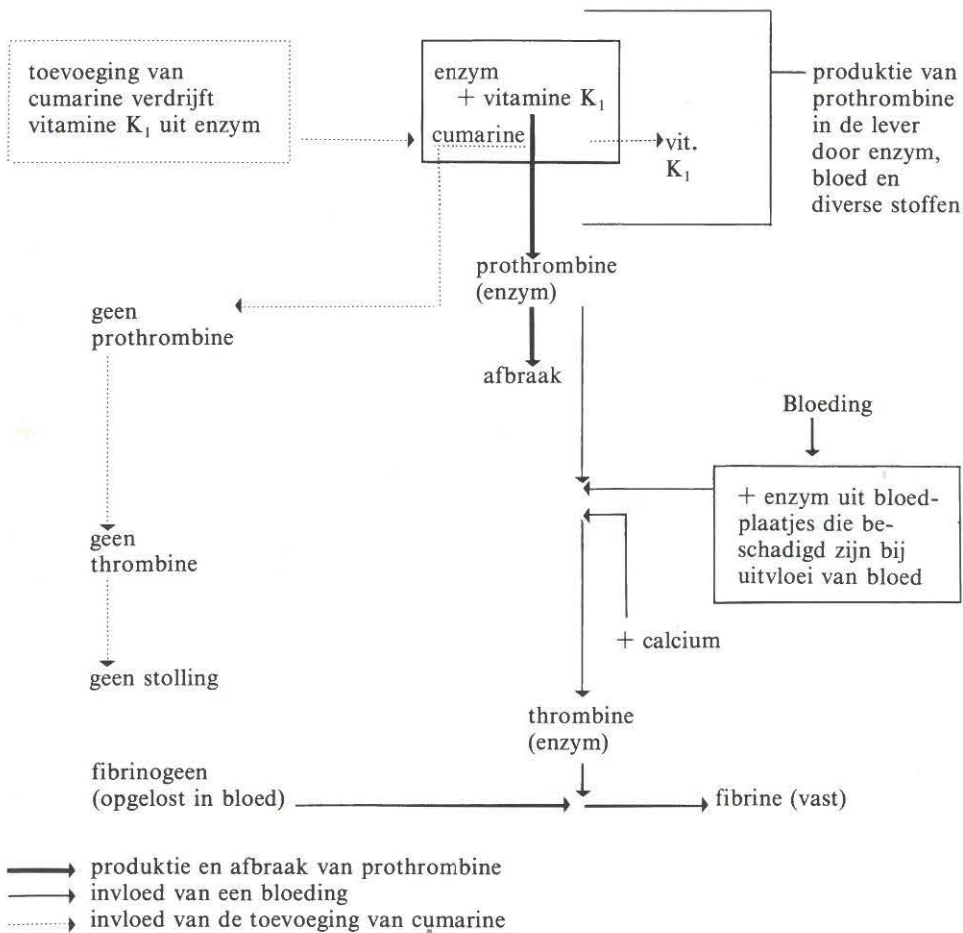 toevoeging van
cumarine verdrijft
vitamine K₁ uit enzym
enzym
+ vitamine K₁
cumarine
vit.
K₁
produktie van
prothrombine
in de lever
door enzym,
bloed en
diverse stoffen
prothrombine
(enzym)
geen
prothrombine
afbraak
Bloeding
+ enzym uit bloed-
plaatjes die be-
schadigd zijn bij
uitvloei van bloed
geen
thrombine
+ calcium
geen stolling
thrombine
(enzym)
fibrinogeen
(opgelost in bloed)
fibrine (vast)
produktie en afbraak van prothrombine
invloed van een bloeding
invloed van de toevoeging van cumarine